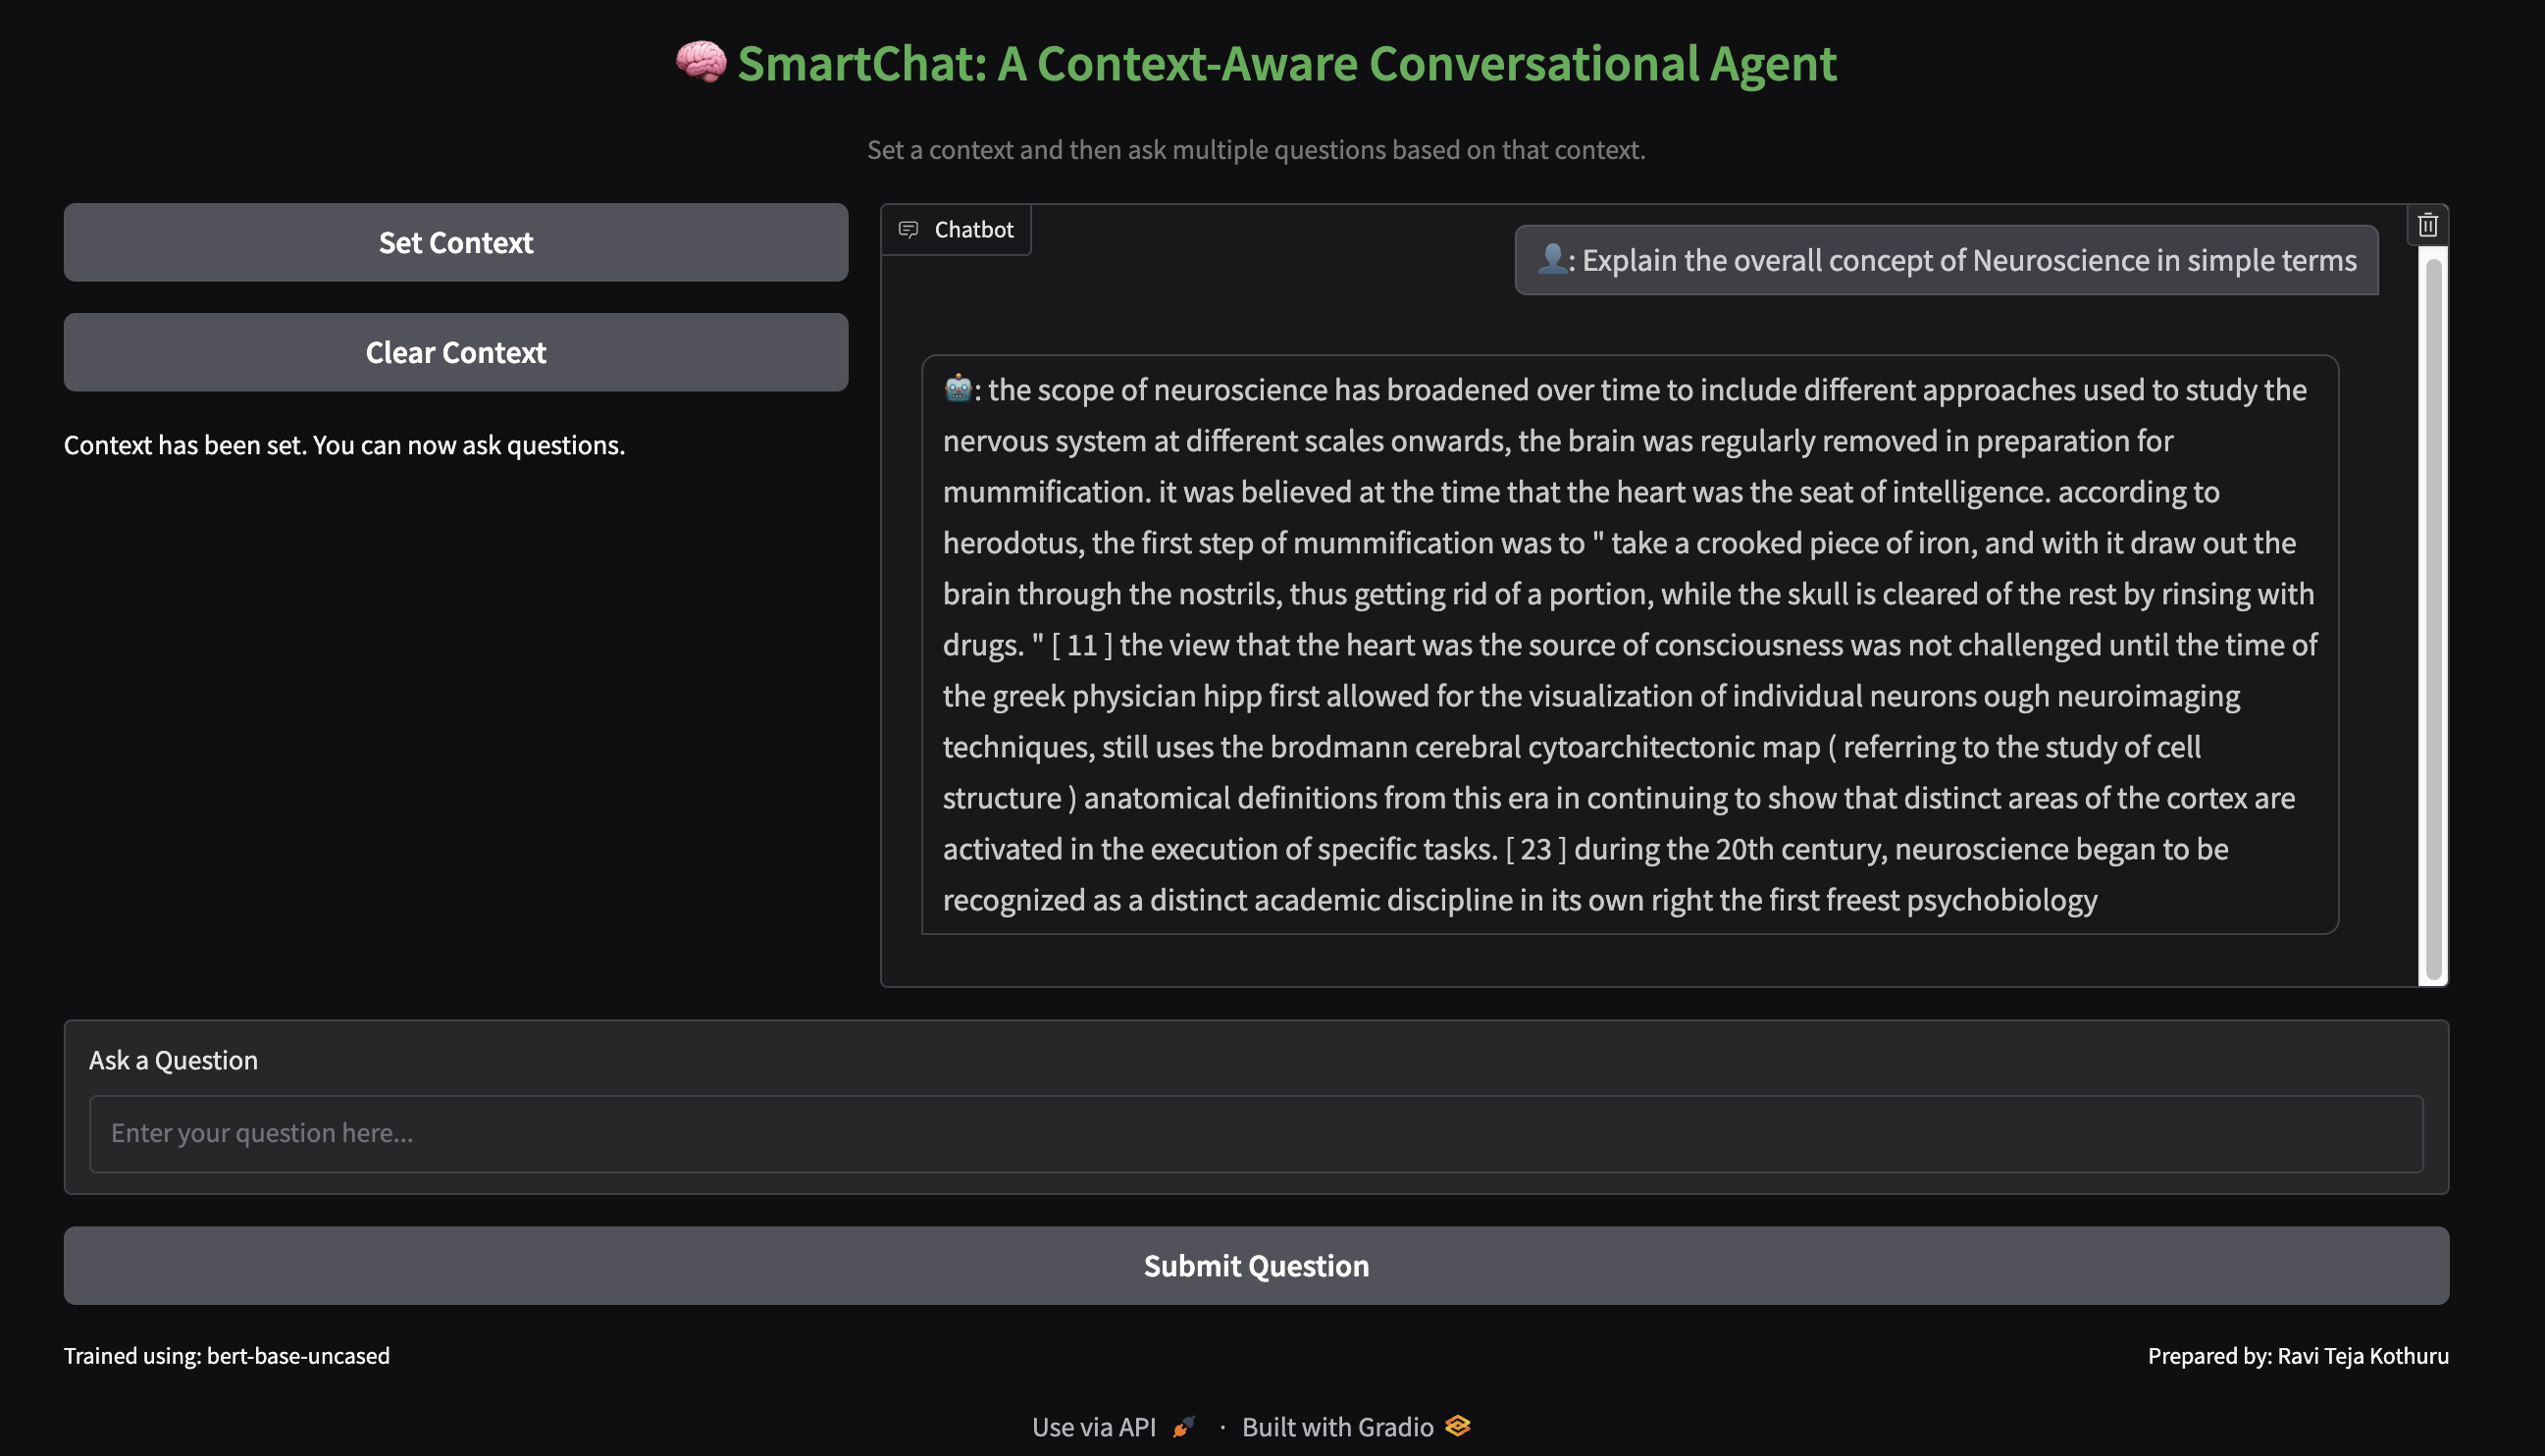 🧠 SmartChat: A Context-Aware Conversational Agent
Set a context and then ask multiple questions based on that context.
Set Context
Clear Context
Context has been set. You can now ask questions.
Chatbot
👤: Explain the overall concept of Neuroscience in simple terms
🤖: the scope of neuroscience has broadened over time to include different approaches used to study the
nervous system at different scales onwards, the brain was regularly removed in preparation for
mummification. it was believed at the time that the heart was the seat of intelligence. according to
herodotus, the first step of mummification was to " take a crooked piece of iron, and with it draw out the
brain through the nostrils, thus getting rid of a portion, while the skull is cleared of the rest by rinsing with
drugs. " [ 11 ] the view that the heart was the source of consciousness was not challenged until the time of
the greek physician hipp first allowed for the visualization of individual neurons ough neuroimaging
techniques, still uses the brodmann cerebral cytoarchitectonic map ( referring to the study of cell
structure ) anatomical definitions from this era in continuing to show that distinct areas of the cortex are
activated in the execution of specific tasks. [ 23 ] during the 20th century, neuroscience began to be
recognized as a distinct academic discipline in its own right the first freest psychobiology
Ask a Question
Enter your question here...
Submit Question
Trained using: bert-base-uncased
Prepared by: Ravi Teja Kothuru
Use via API · Built with Gradio